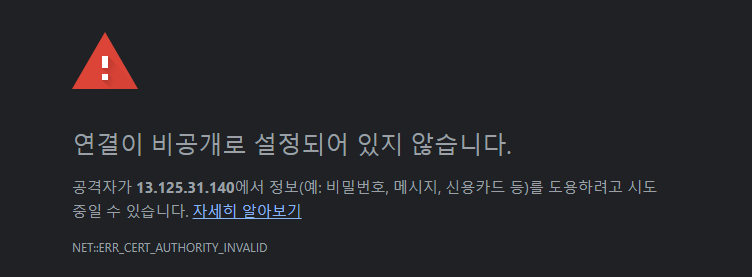 연결이 비공개로 설정되어 있지 않습니다.
공격자가 13.125.31.140에서 정보(예: 비밀번호, 메시지, 신용카드 등)를 도용하려고 시도
중일 수 있습니다. 자세히 알아보기
NET::ERR_CERT_AUTHORITY_INVALID